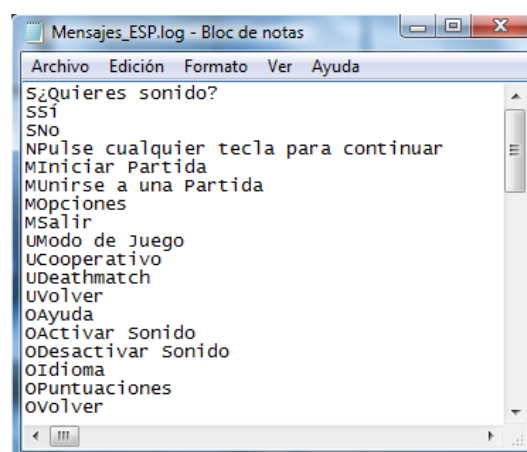 Mensajes_ESP.log - Bloc de notas
Archivo Edición Formato Ver Ayuda
S¿Quieres sonido?
SSí
SNo
NPulse cualquier tecla para continuar
MIniciar Partida
MUnirse a una Partida
MOpciones
MSalir
UModo de Juego
UCooperativo
UDeathmatch
UVolver
OAyuda
OActivar Sonido
ODesactivar Sonido
OIdioma
OPuntuaciones
OVolver